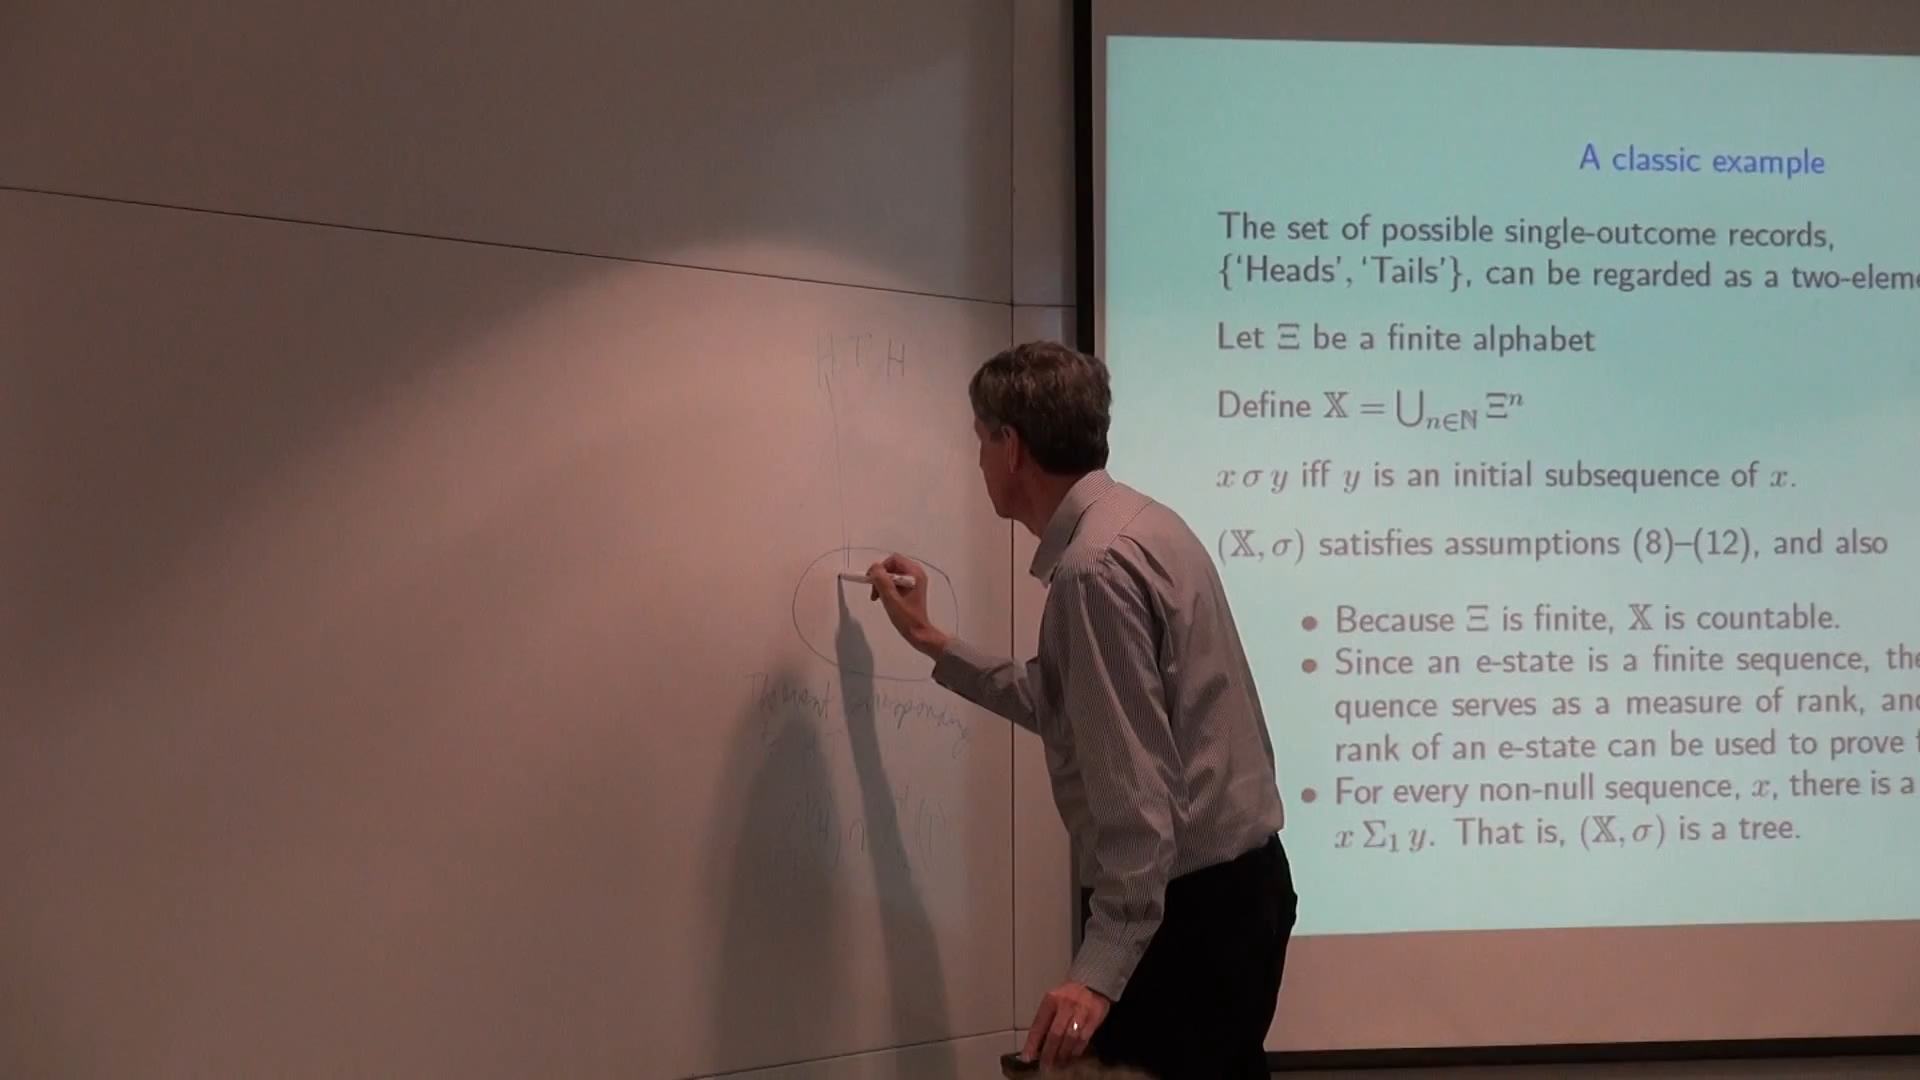 H T H
corresponding
A classic example
The set of possible single-outcome records,
{‘Heads’, ‘Tails’}, can be regarded as a two-eleme
Let Ξ be a finite alphabet
Define 𝕏 = ⋃n∈ℕ Ξⁿ
x σ y iff y is an initial subsequence of x.
(𝕏, σ) satisfies assumptions (8)–(12), and also
• Because Ξ is finite, 𝕏 is countable.
• Since an e-state is a finite sequence, the
quence serves as a measure of rank, and
rank of an e-state can be used to prove t
• For every non-null sequence, x, there is a
x Σ₁ y. That is, (𝕏, σ) is a tree.